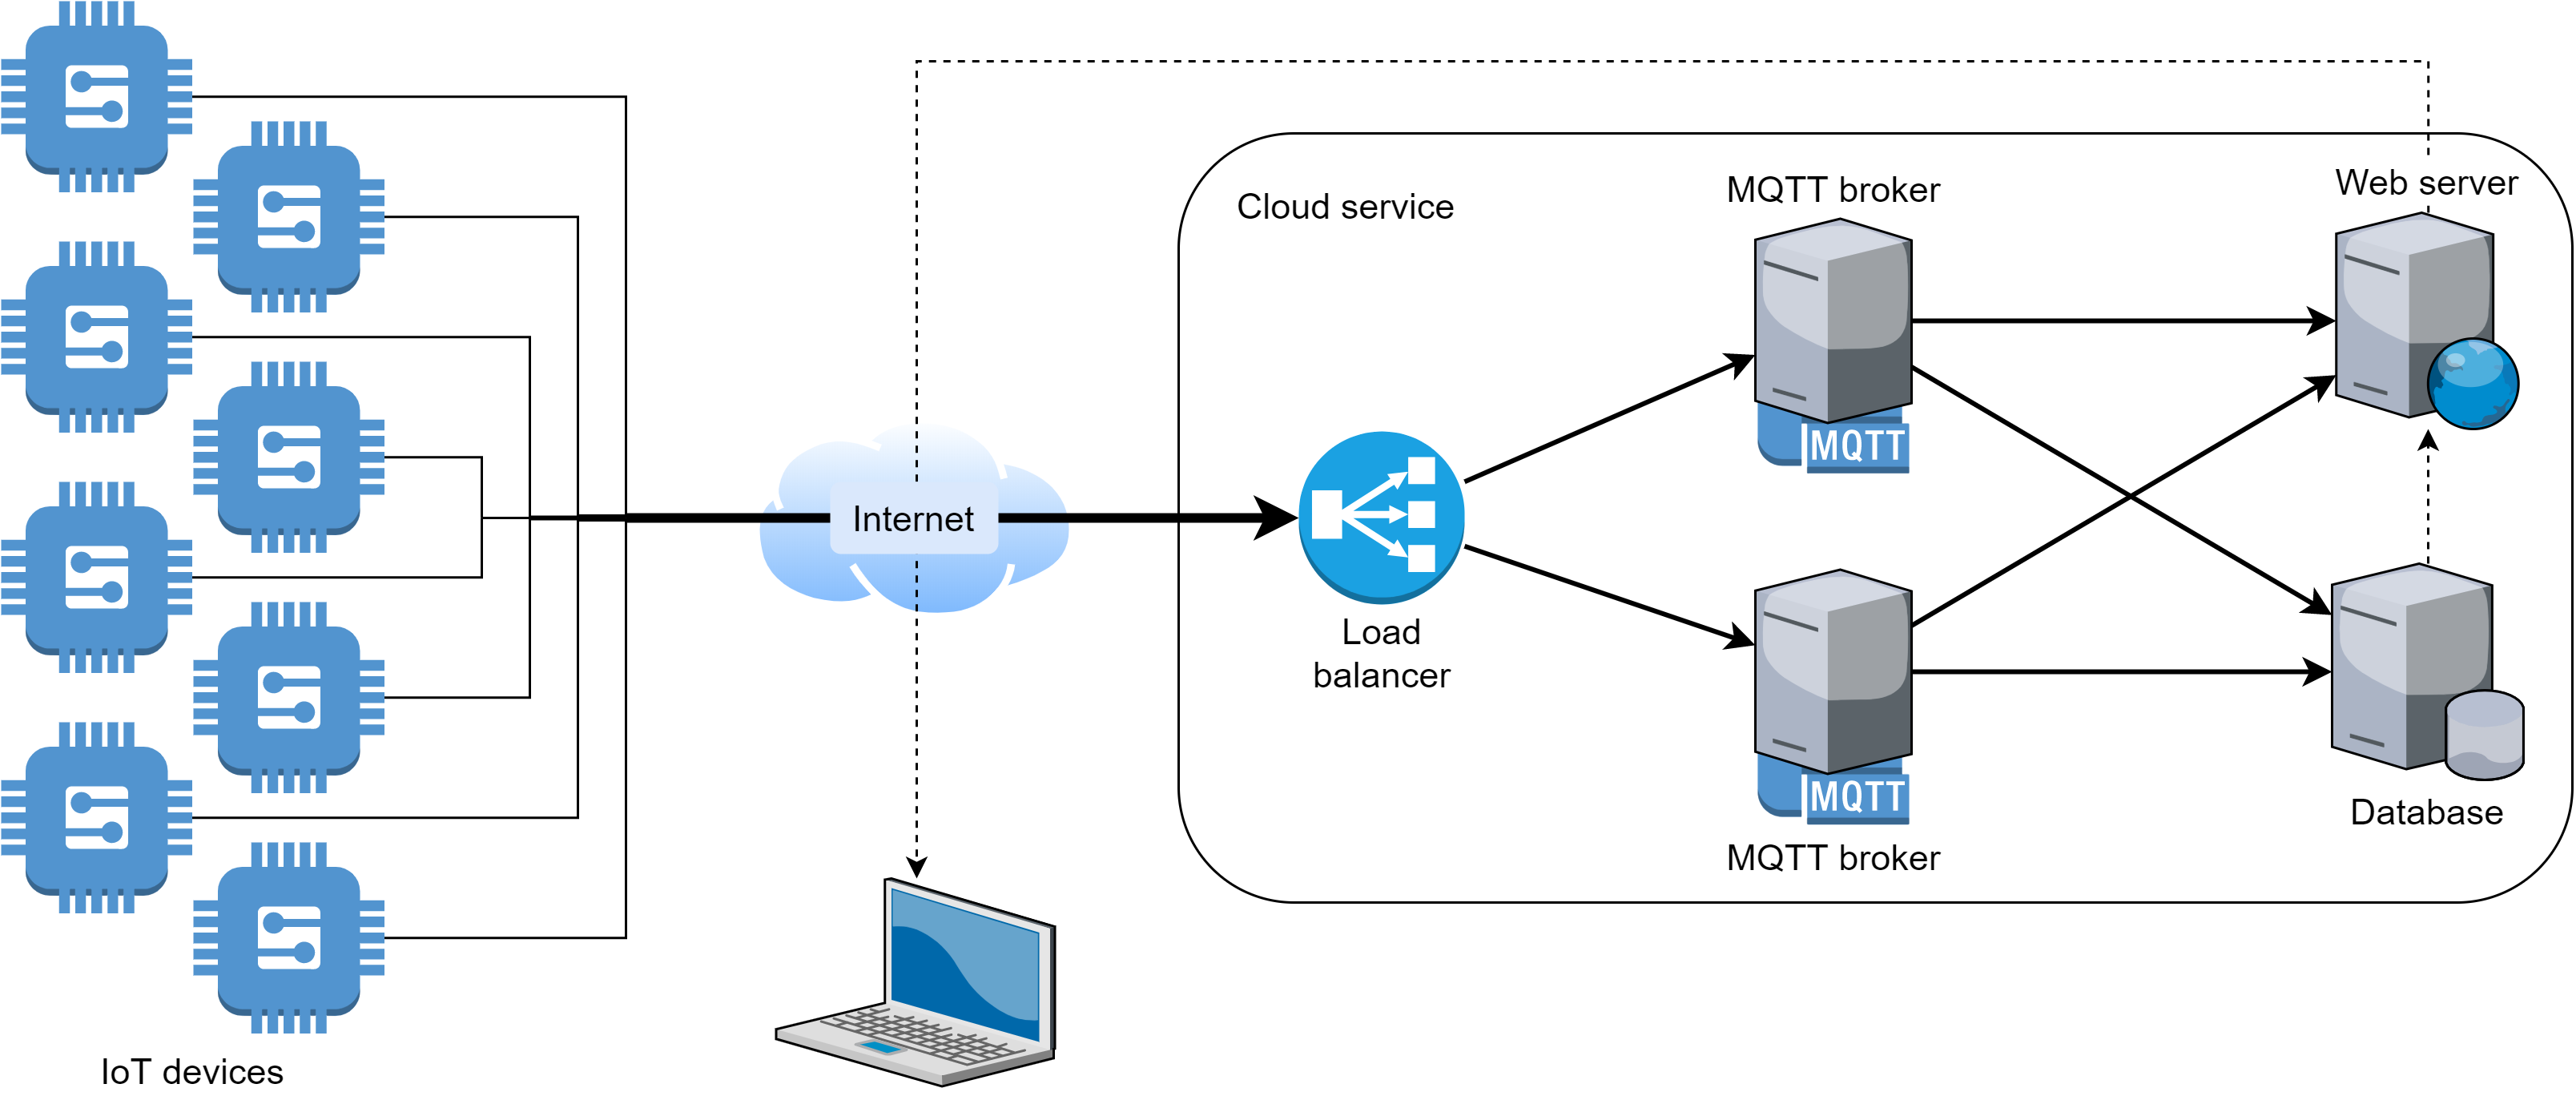 Cloud service
MQTT broker
Web server
MQTT
Internet
Load
balancer
MQTT
MQTT broker
Database
IoT devices